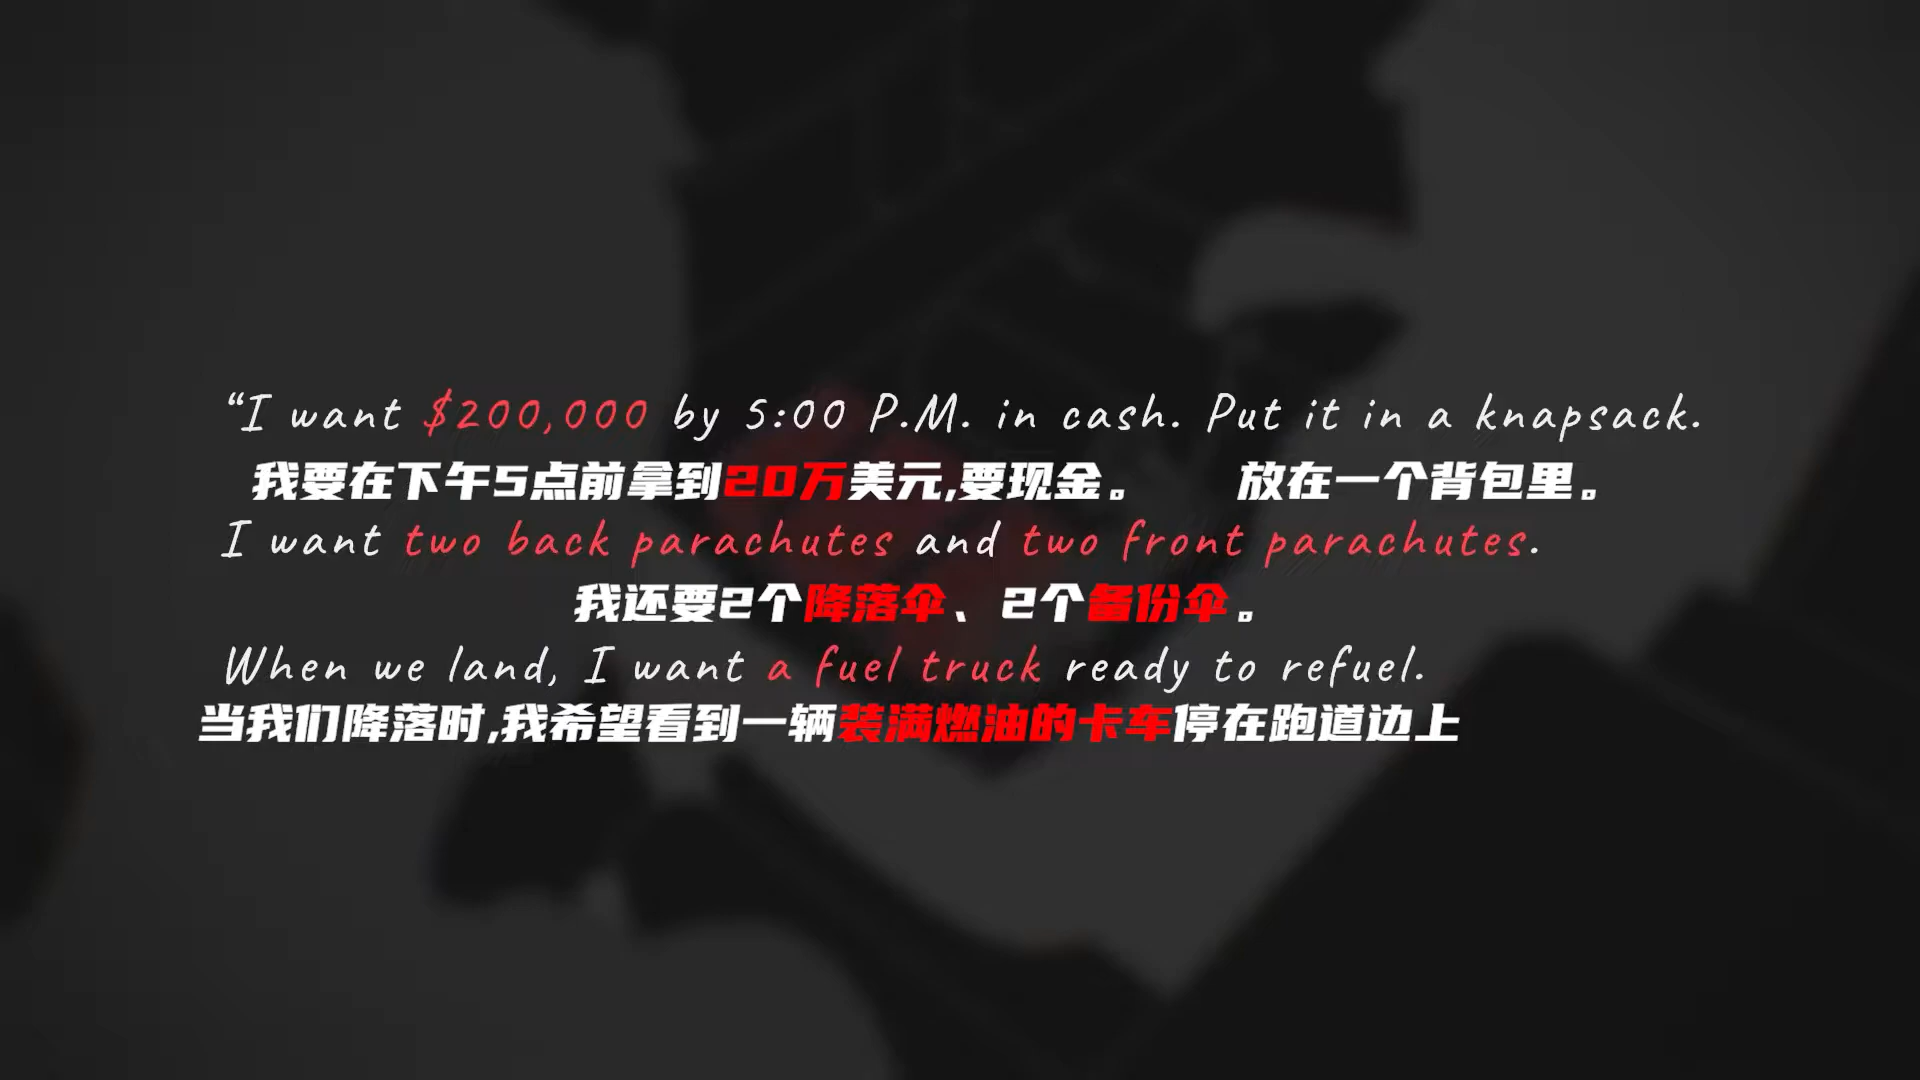 “I want $200,000 by 5:00 P.M. in cash. Put it in a knapsack.
我要在下午5点前拿到20万美元,要现金。 放在一个背包里。
I want two back parachutes and two front parachutes.
我还要2个降落伞、2个备份伞。
When we land, I want a fuel truck ready to refuel.
当我们降落时,我希望看到一辆装满燃油的卡车停在跑道边上